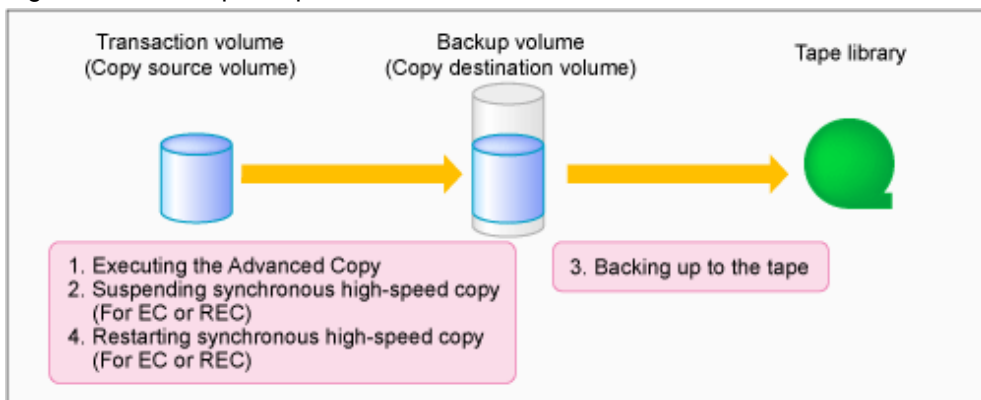 Transaction volume
(Copy source volume)
Backup volume
(Copy destination volume)
Tape library
1. Executing the Advanced Copy
2. Suspending synchronous high-speed copy
(For EC or REC)
4. Restarting synchronous high-speed copy
(For EC or REC)
3. Backing up to the tape